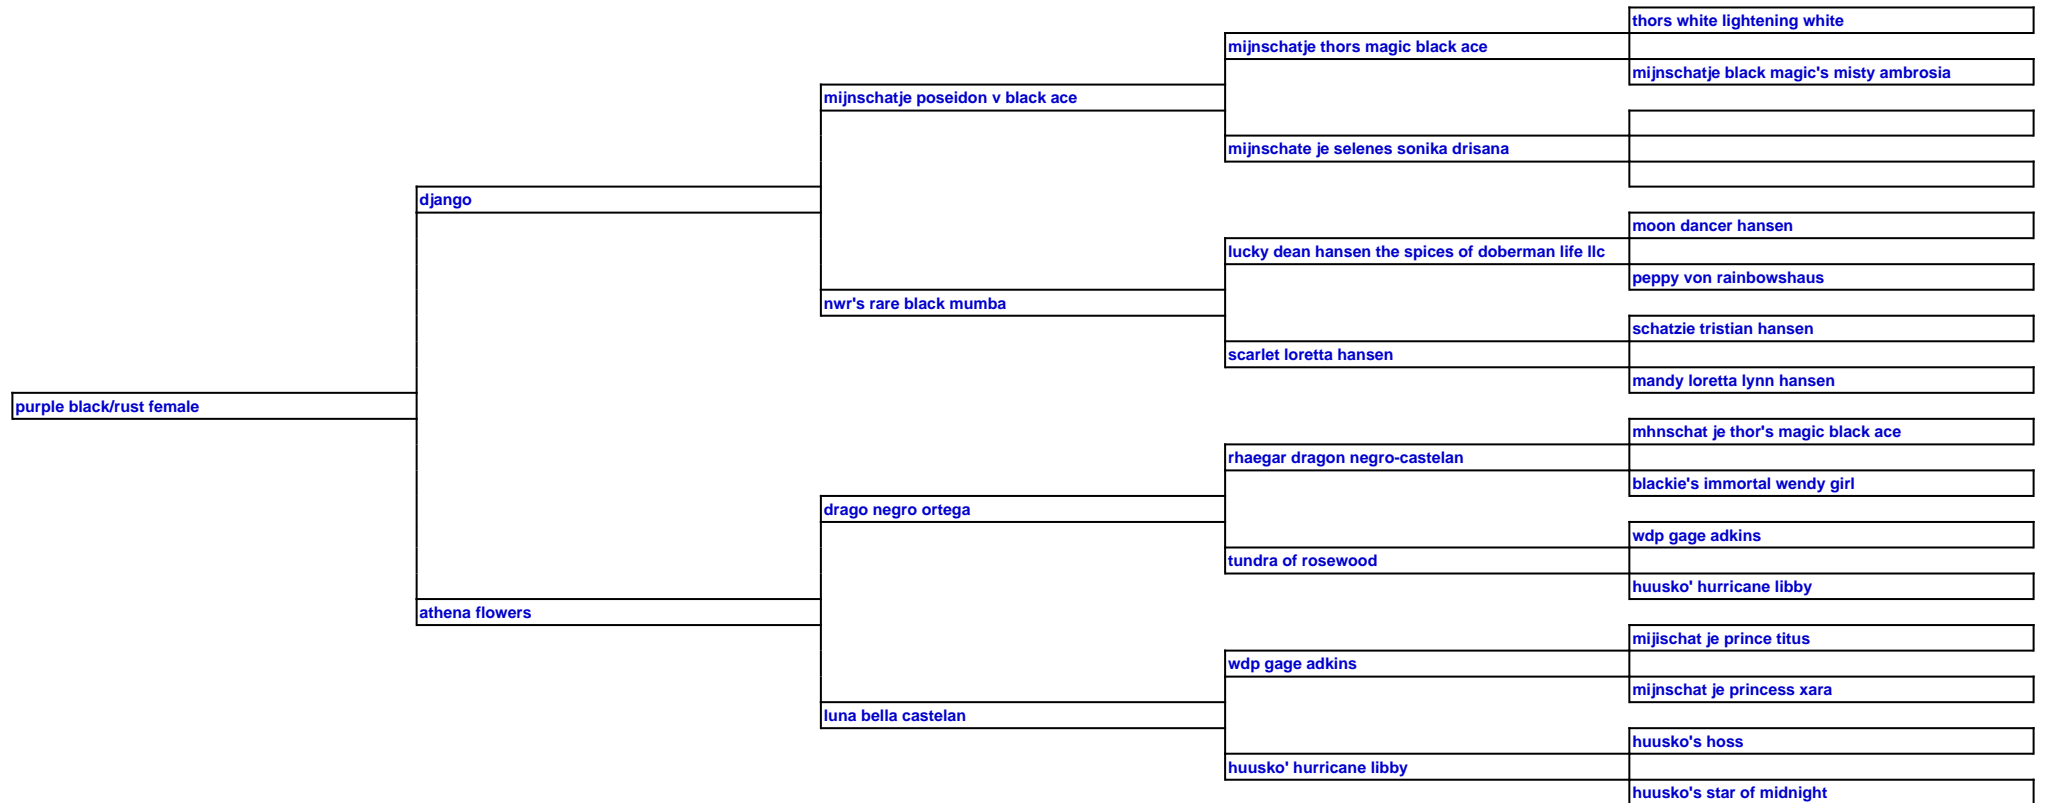 thors white lightening white
mijnschatje thors magic black ace
mijnschatje black magic's misty ambrosia
mijnschatje poseidon v black ace
mijnschate je selenes sonika drisana
django
moon dancer hansen
lucky dean hansen the spices of doberman life llc
peppy von rainbowshaus
nwr's rare black mumba
schatzie tristian hansen
scarlet loretta hansen
mandy loretta lynn hansen
purple black/rust female
mhnschat je thor's magic black ace
rhaegar dragon negro-castelan
blackie's immortal wendy girl
drago negro ortega
wdp gage adkins
tundra of rosewood
huusko' hurricane libby
athena flowers
mijischat je prince titus
wdp gage adkins
mijnschat je princess xara
luna bella castelan
huusko's hoss
huusko' hurricane libby
huusko's star of midnight